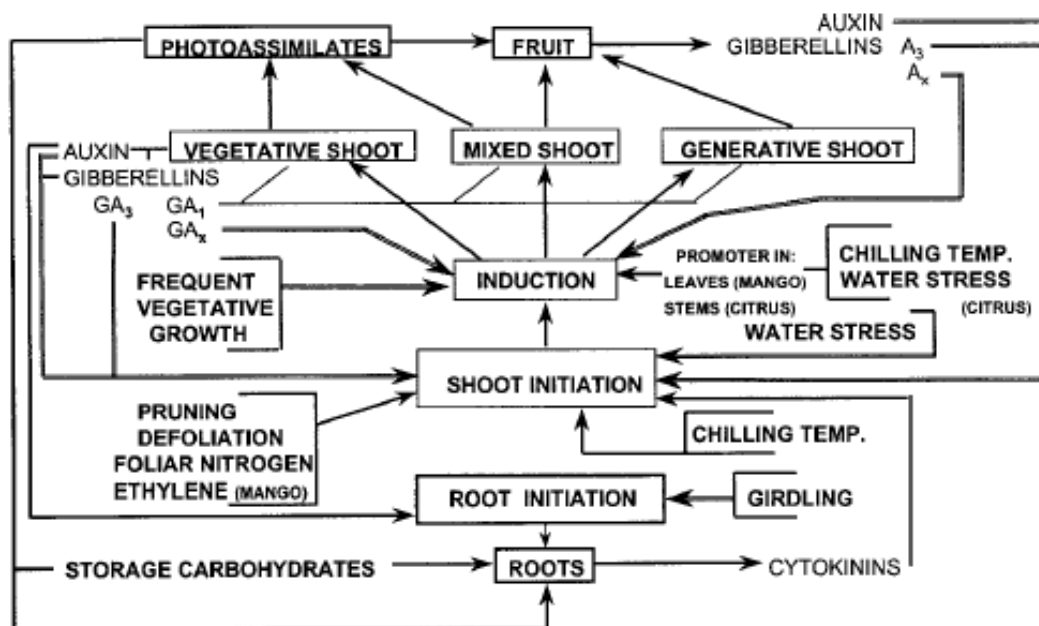 AUXIN
PHOTOASSIMILATES
FRUIT
GIBBERELLINS A3
Ax
AUXIN
VEGETATIVE SHOOT
MIXED SHOOT
GENERATIVE SHOOT
GIBBERELLINS
GA3 GA1
GAx
INDUCTION
PROMOTER IN:
LEAVES (MANGO)
STEMS (CITRUS)
CHILLING TEMP.
WATER STRESS
(CITRUS)
FREQUENT
VEGETATIVE
GROWTH
WATER STRESS
SHOOT INITIATION
PRUNING
DEFOLIATION
FOLIAR NITROGEN
ETHYLENE (MANGO)
CHILLING TEMP.
ROOT INITIATION
GIRDLING
STORAGE CARBOHYDRATES
ROOTS
CYTOKININS